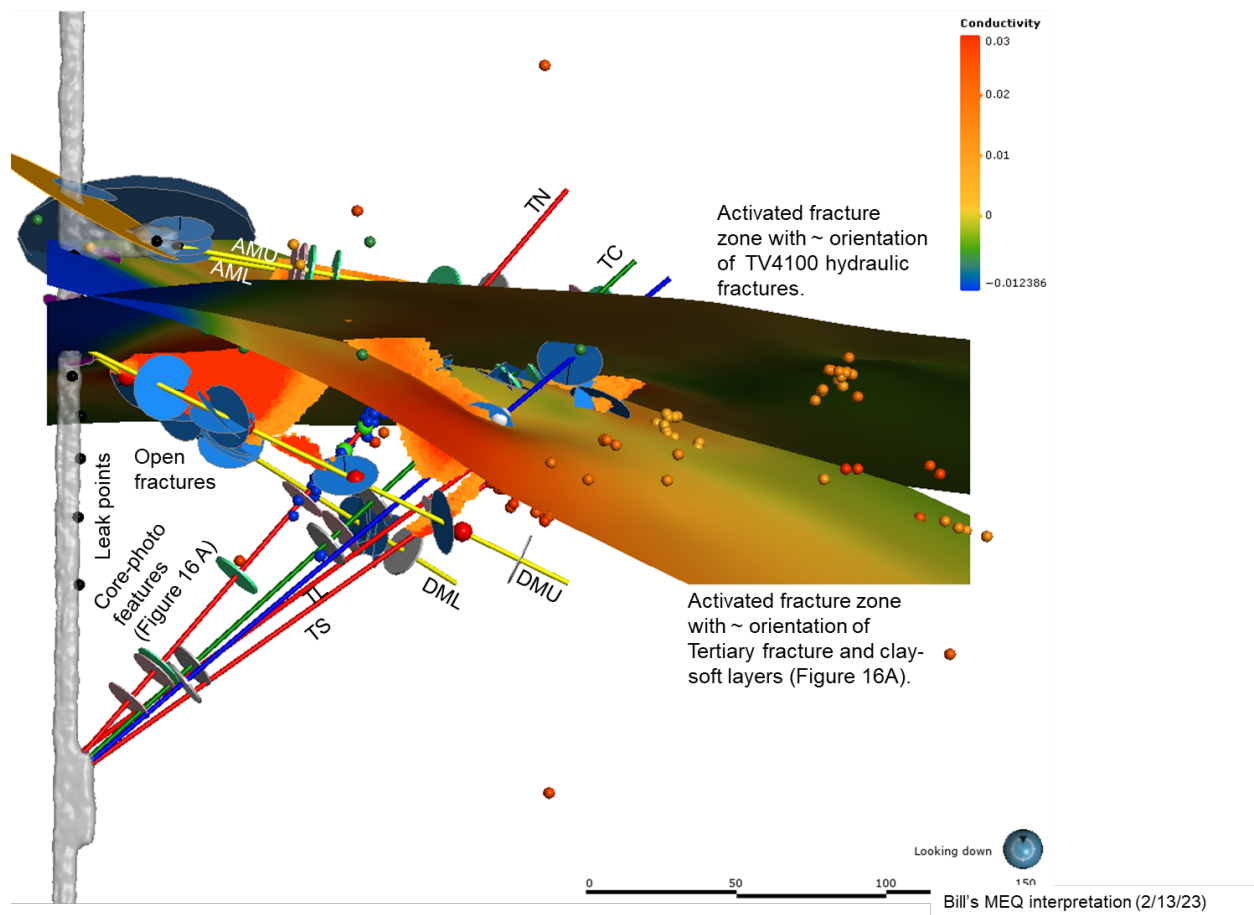 Conductivity
0.03
0.02
0.01
0
−0.012386
TN
TC
AMU
AML
Activated fracture
zone with ~ orientation
of TV4100 hydraulic
fractures.
Open
fractures
Leak points
Core-photo
features
(Figure 16 A)
TL
TS
DML
DMU
Activated fracture zone
with ~ orientation of
Tertiary fracture and clay-
soft layers (Figure 16A).
Looking down
0 50 100 150
Bill's MEQ interpretation (2/13/23)